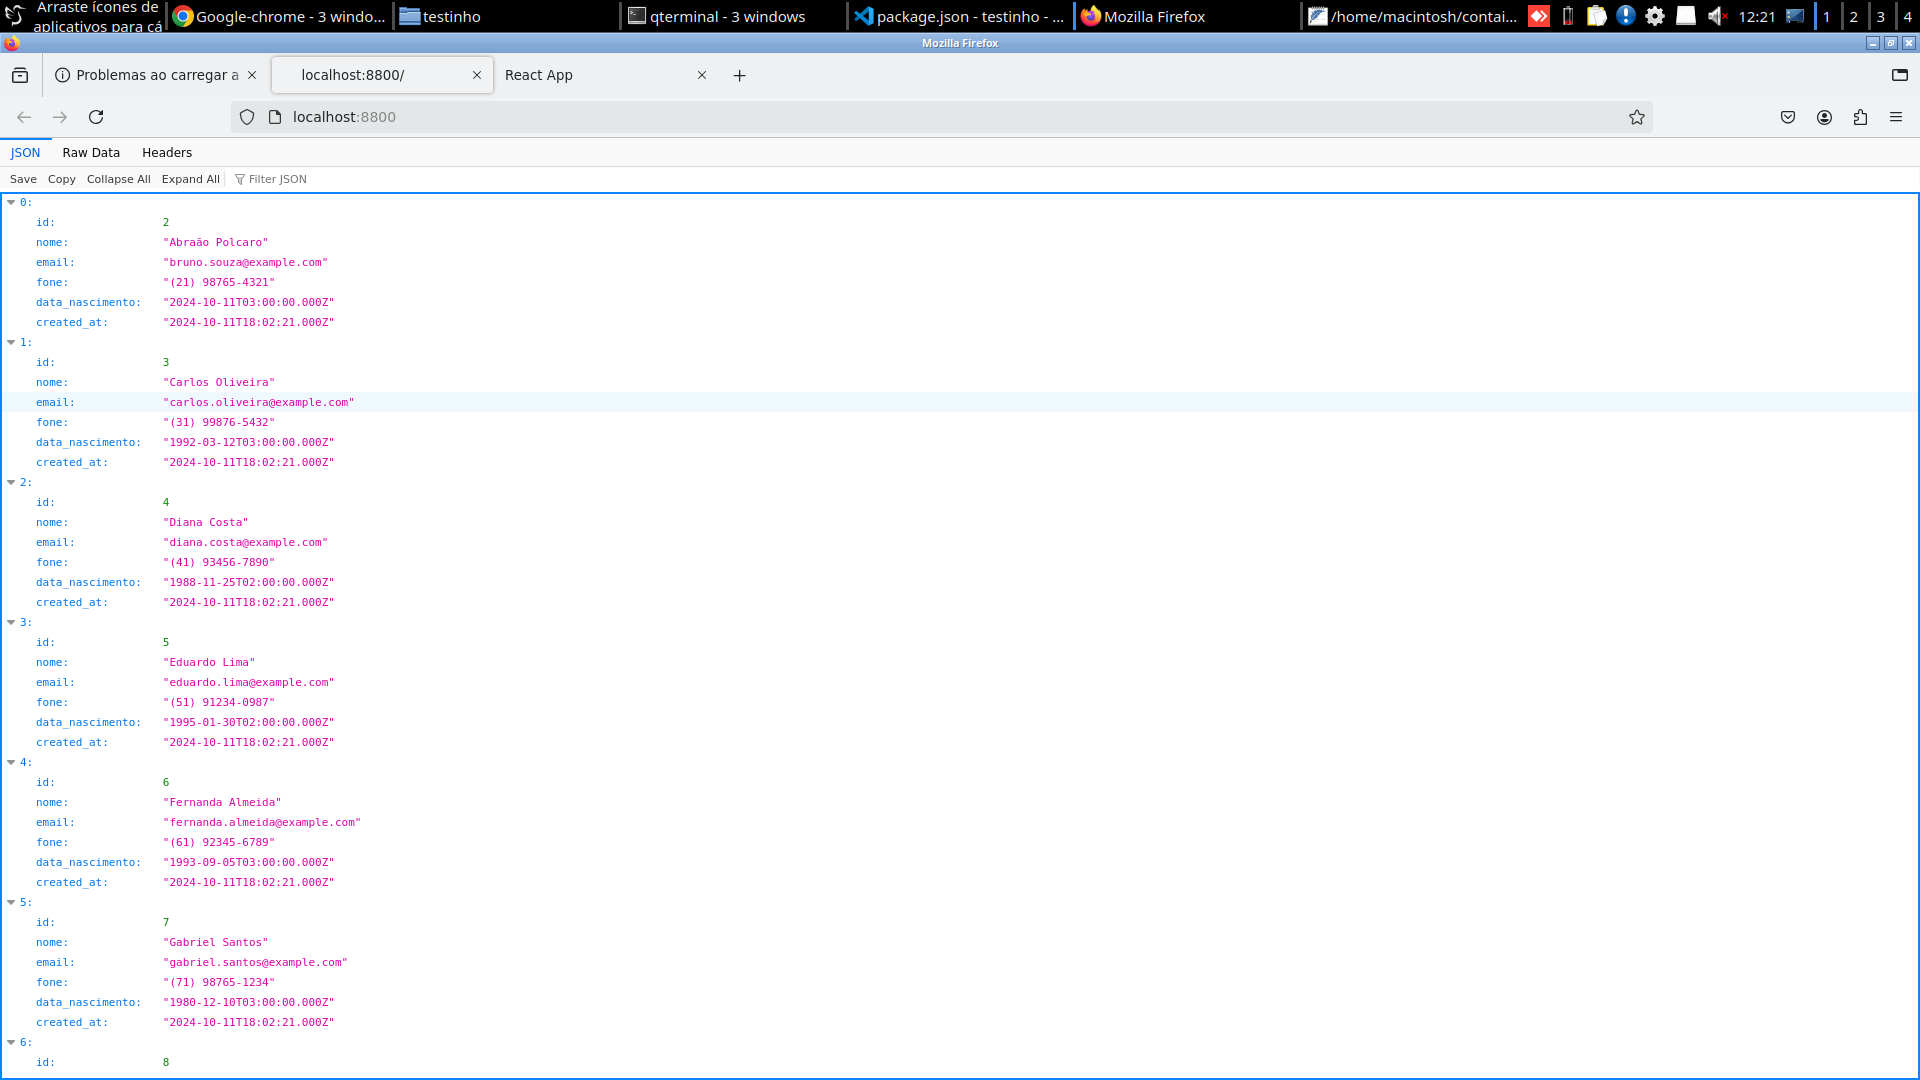 Arraste ícones de
aplicativos para cá
Google-chrome - 3 windo...
testinho
qterminal - 3 windows
package.json - testinho - ...
Mozilla Firefox
/home/macintosh/contai...
12:21
1
2
3
4
Mozilla Firefox
Problemas ao carregar a
localhost:8800/
React App
localhost:8800
JSON
Raw Data
Headers
Save
Copy
Collapse All
Expand All
Filter JSON
0:
id: 2
nome: "Abraão Polcaro"
email: "bruno.souza@example.com"
fone: "(21) 98765-4321"
data_nascimento: "2024-10-11T03:00:00.000Z"
created_at: "2024-10-11T18:02:21.000Z"
1:
id: 3
nome: "Carlos Oliveira"
email: "carlos.oliveira@example.com"
fone: "(31) 99876-5432"
data_nascimento: "1992-03-12T03:00:00.000Z"
created_at: "2024-10-11T18:02:21.000Z"
2:
id: 4
nome: "Diana Costa"
email: "diana.costa@example.com"
fone: "(41) 93456-7890"
data_nascimento: "1988-11-25T02:00:00.000Z"
created_at: "2024-10-11T18:02:21.000Z"
3:
id: 5
nome: "Eduardo Lima"
email: "eduardo.lima@example.com"
fone: "(51) 91234-0987"
data_nascimento: "1995-01-30T02:00:00.000Z"
created_at: "2024-10-11T18:02:21.000Z"
4:
id: 6
nome: "Fernanda Almeida"
email: "fernanda.almeida@example.com"
fone: "(61) 92345-6789"
data_nascimento: "1993-09-05T03:00:00.000Z"
created_at: "2024-10-11T18:02:21.000Z"
5:
id: 7
nome: "Gabriel Santos"
email: "gabriel.santos@example.com"
fone: "(71) 98765-1234"
data_nascimento: "1980-12-10T03:00:00.000Z"
created_at: "2024-10-11T18:02:21.000Z"
6:
id: 8